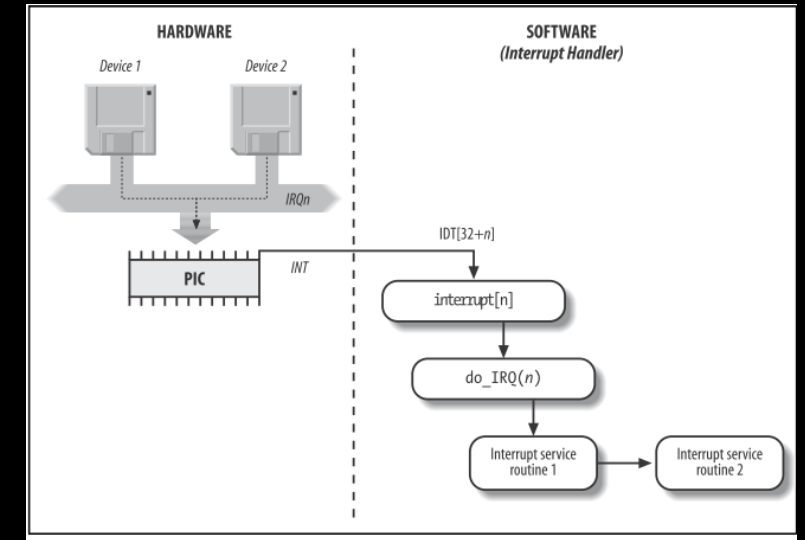 HARDWARE
SOFTWARE
(Interrupt Handler)
Device 1
Device 2
IRQn
IDT[32+n]
PIC
INT
interrupt[n]
do_IRQ(n)
Interrupt service
routine 1
Interrupt service
routine 2